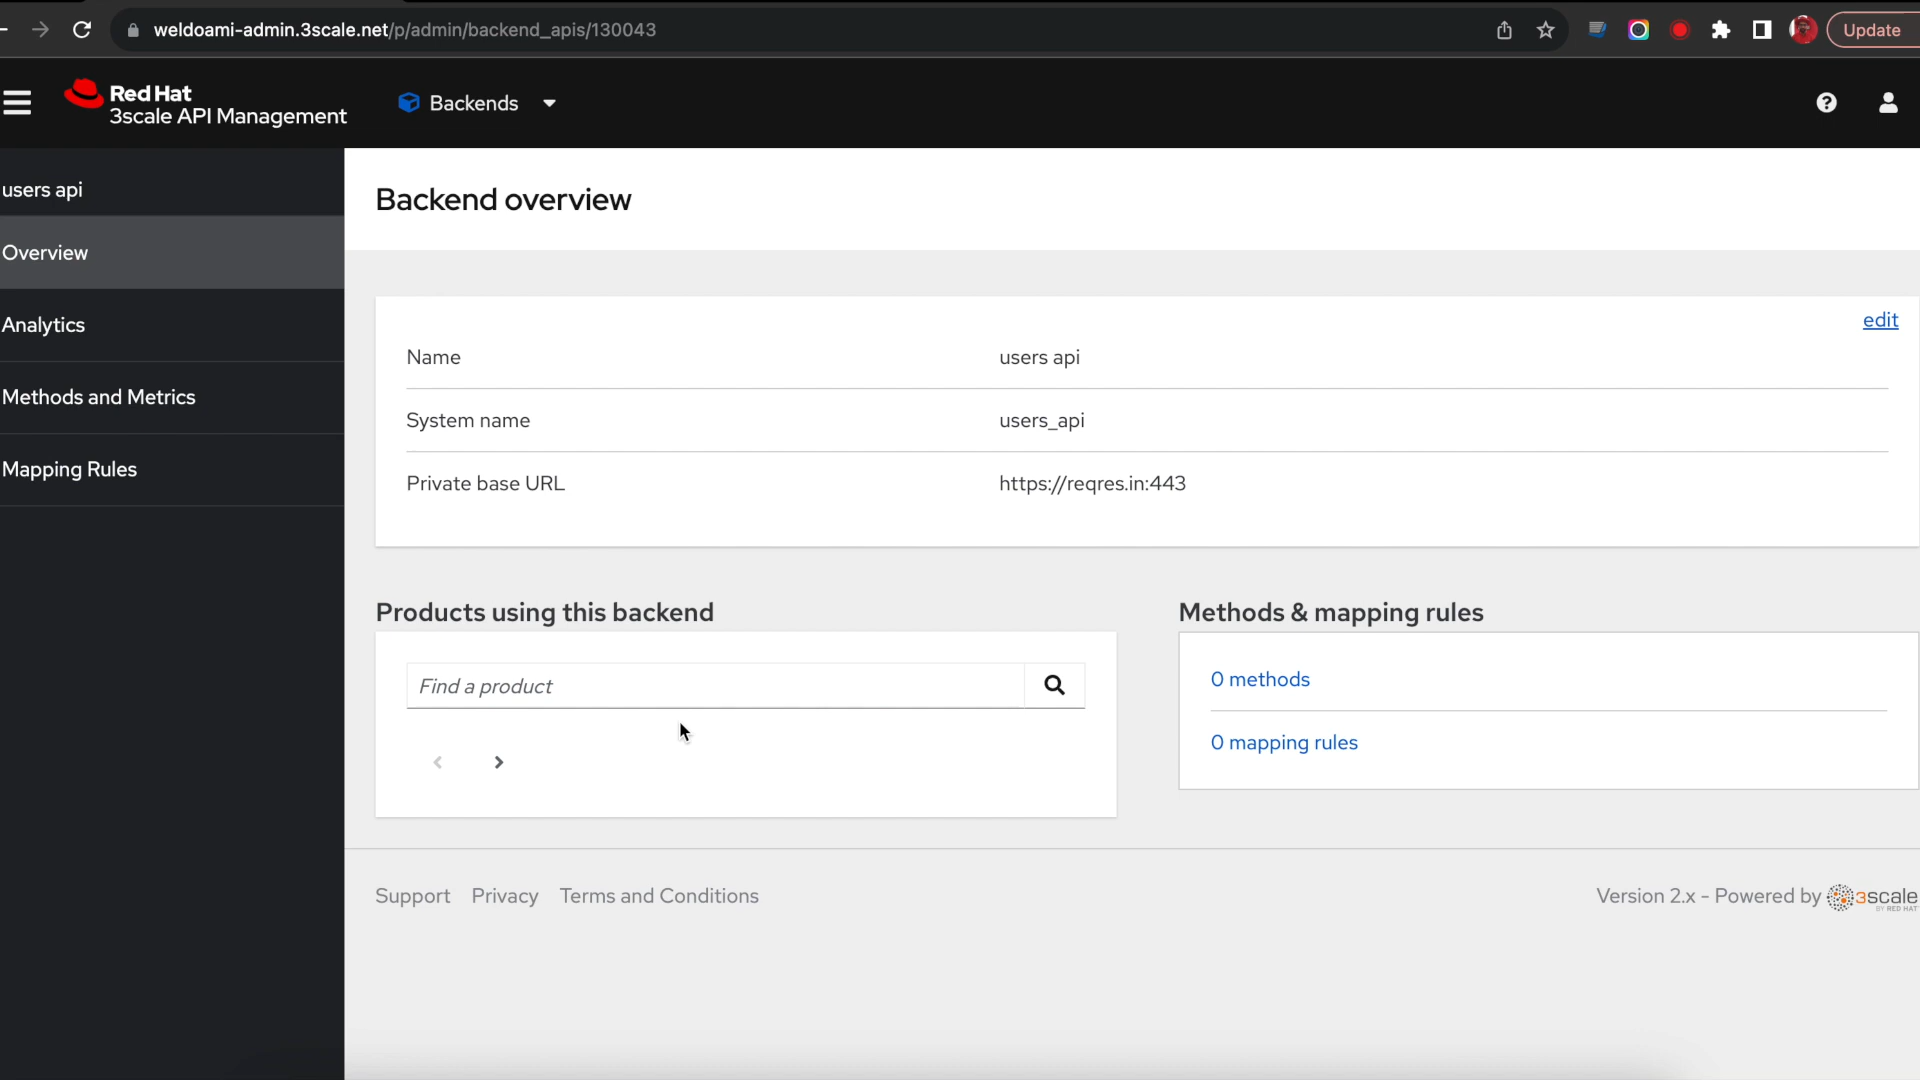 weldoami-admin.3scale.net/p/admin/backend_apis/130043
Update
Red Hat
3scale API Management
Backends
users api
Overview
Analytics
Methods and Metrics
Mapping Rules
Backend overview
edit
Name users api
System name users_api
Private base URL https://reqres.in:443
Products using this backend
Find a product
Methods & mapping rules
0 methods
0 mapping rules
Support Privacy Terms and Conditions
Version 2.x - Powered by 3scale
BY RED HAT